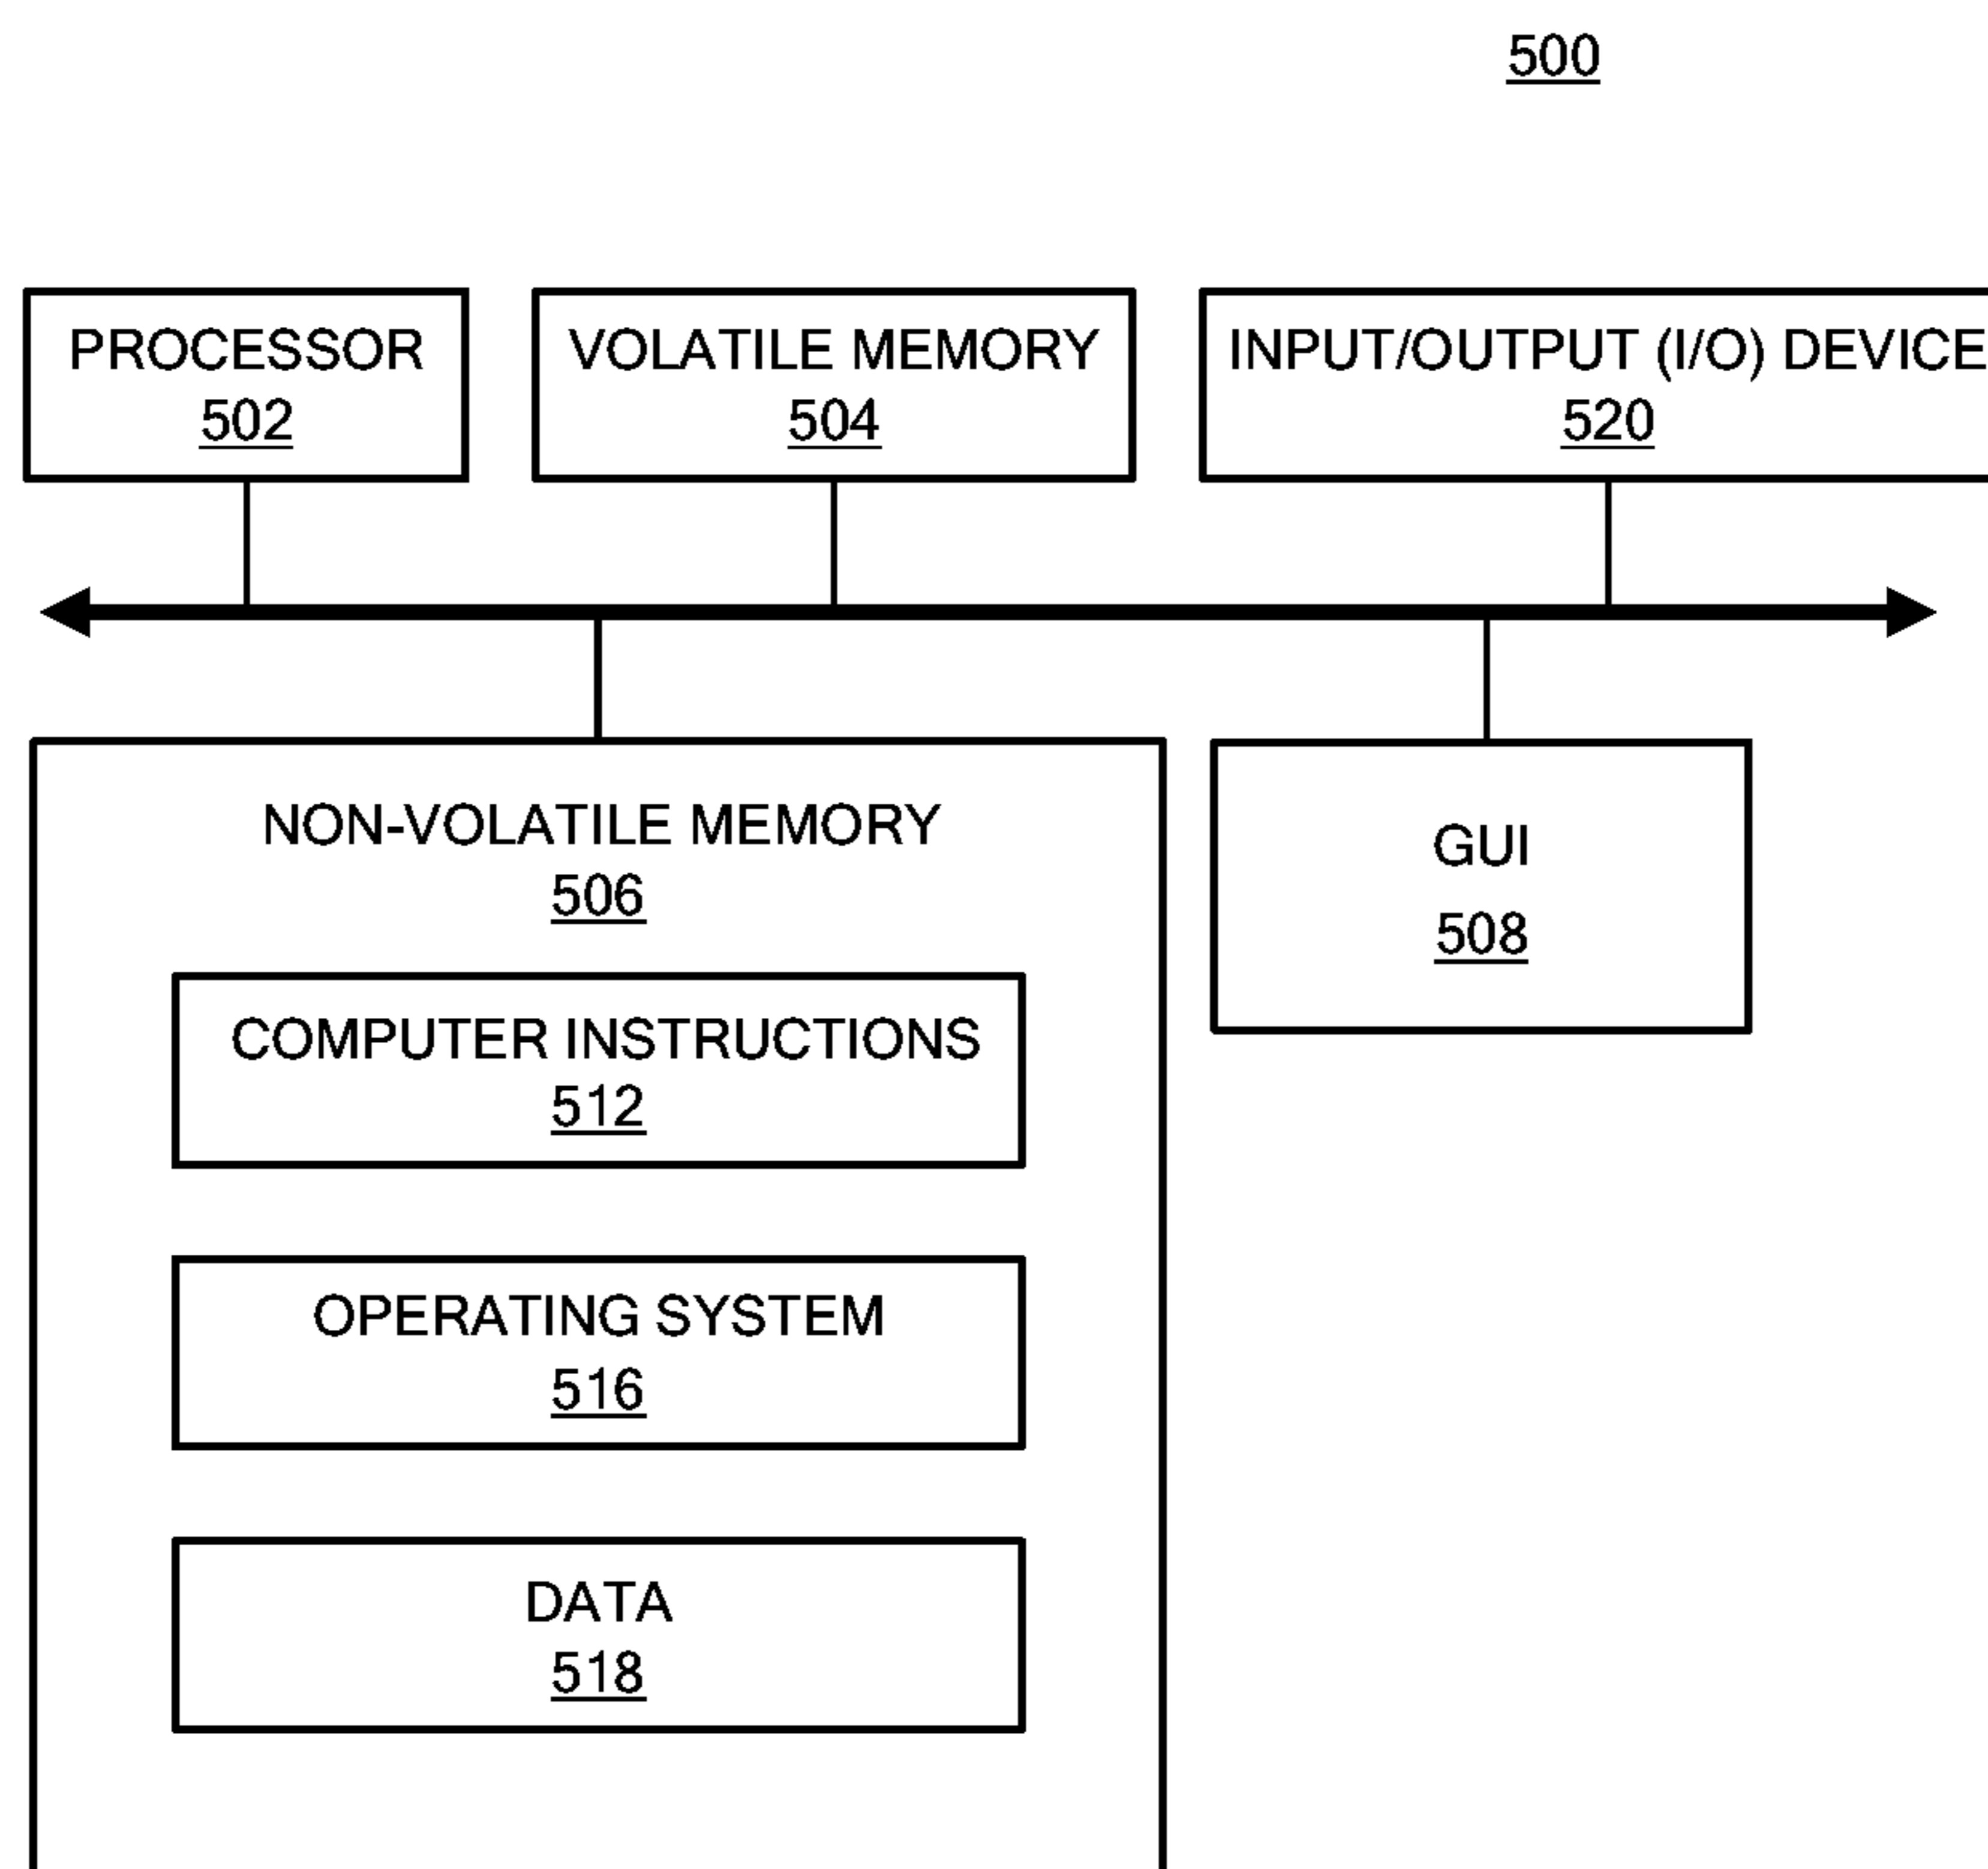 500
PROCESSOR
502
VOLATILE MEMORY
504
INPUT/OUTPUT (I/O) DEVICE
520
NON-VOLATILE MEMORY
506
GUI
508
COMPUTER INSTRUCTIONS
512
OPERATING SYSTEM
516
DATA
518